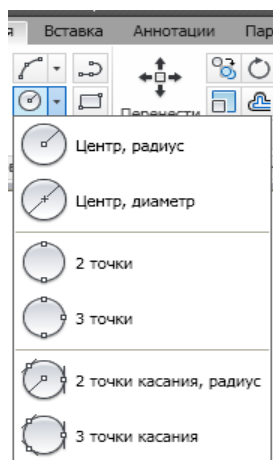 я Вставка Аннотации Пар
Перенести
Центр, радиус
Центр, диаметр
2 точки
3 точки
2 точки касания, радиус
3 точки касания